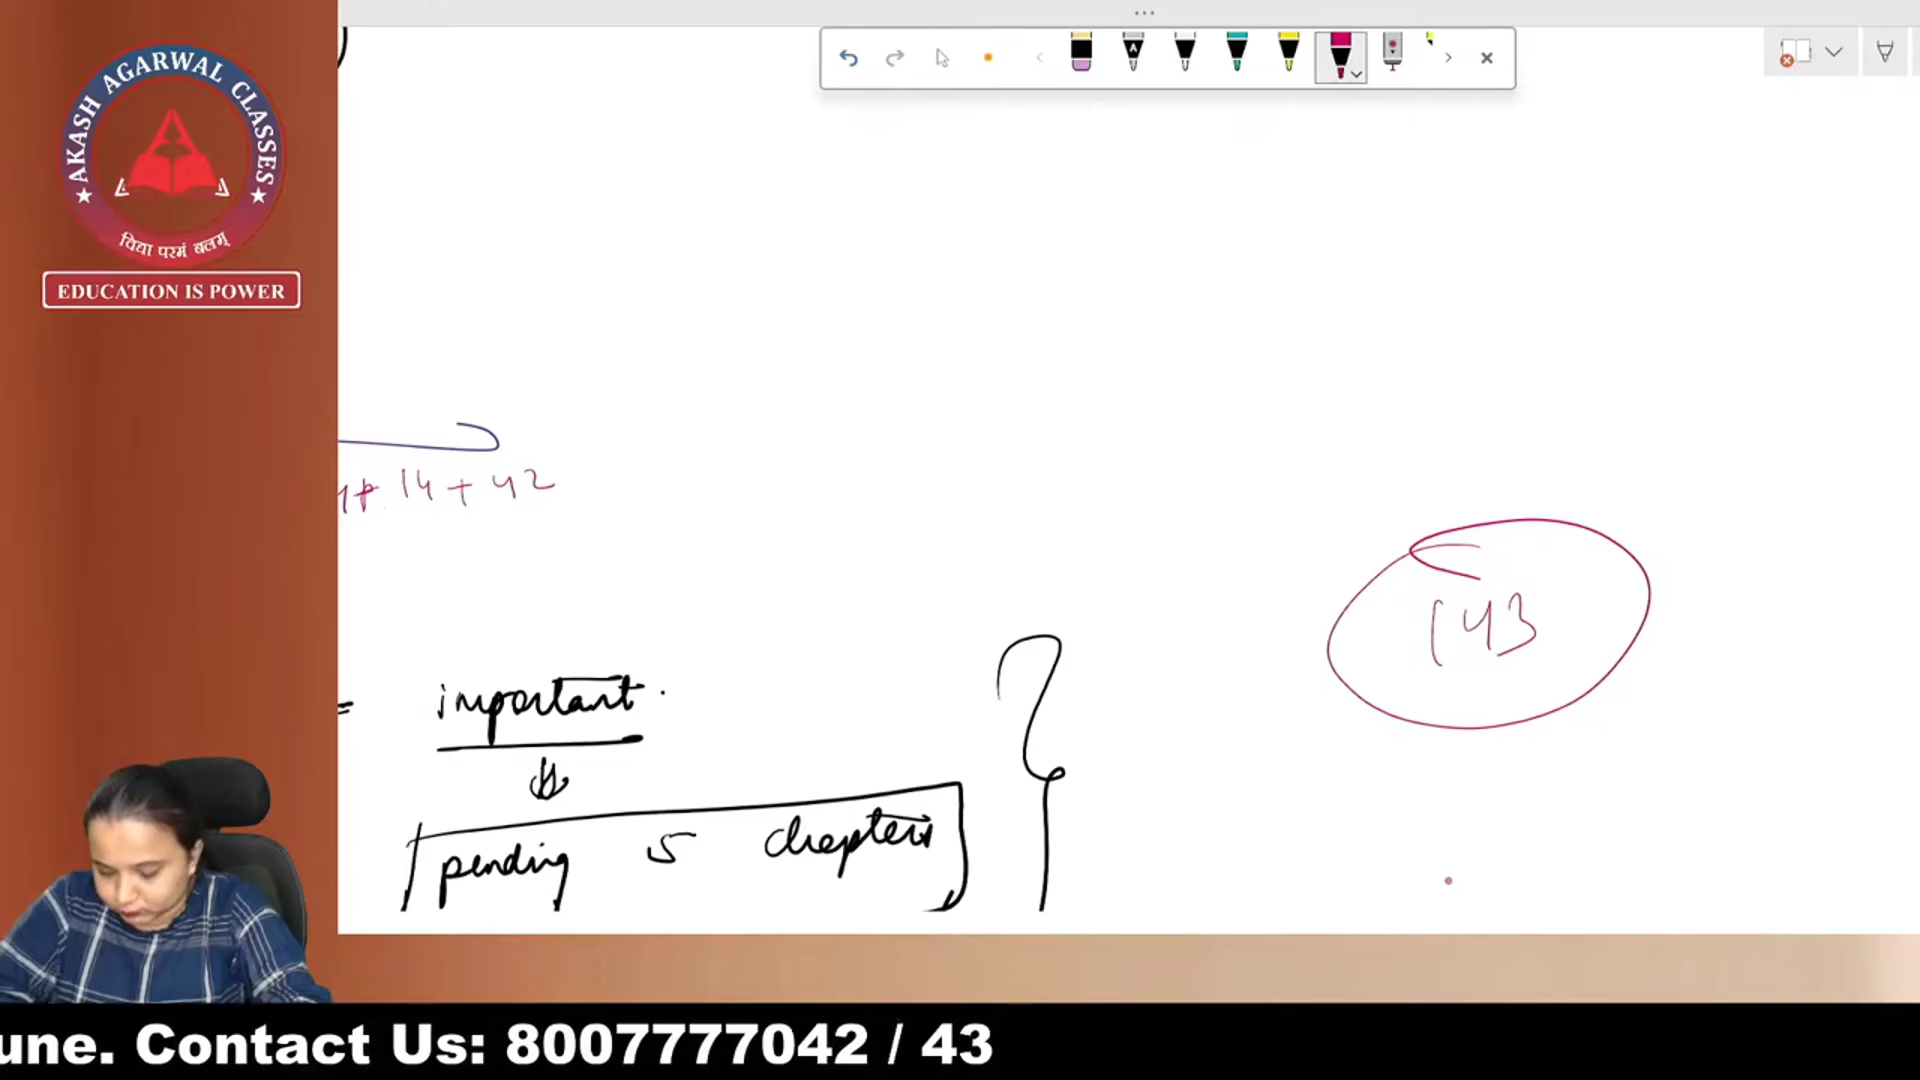 AKASH AGARWAL CLASSES
विद्या परमं बलम्
EDUCATION IS POWER
A
14 + 42
143
= important.
pending 5 chapters
une. Contact Us: 8007777042 / 43